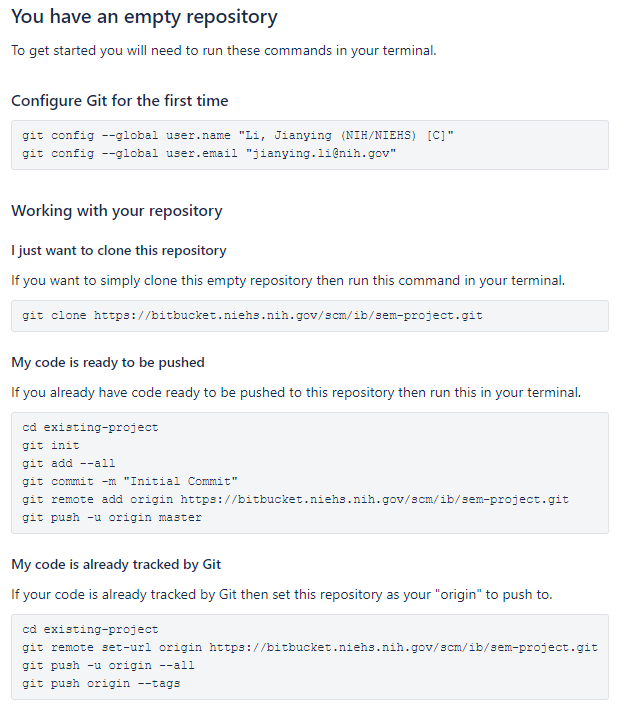 You have an empty repository
To get started you will need to run these commands in your terminal.
Configure Git for the first time
git config --global user.name "Li, Jianying (NIH/NIEHS) [C]"
git config --global user.email "jianying.li@nih.gov"
Working with your repository
I just want to clone this repository
If you want to simply clone this empty repository then run this command in your terminal.
git clone https://bitbucket.niehs.nih.gov/scm/ib/sem-project.git
My code is ready to be pushed
If you already have code ready to be pushed to this repository then run this in your terminal.
cd existing-project
git init
git add --all
git commit -m "Initial Commit"
git remote add origin https://bitbucket.niehs.nih.gov/scm/ib/sem-project.git
git push -u origin master
My code is already tracked by Git
If your code is already tracked by Git then set this repository as your "origin" to push to.
cd existing-project
git remote set-url origin https://bitbucket.niehs.nih.gov/scm/ib/sem-project.git
git push -u origin --all
git push origin --tags